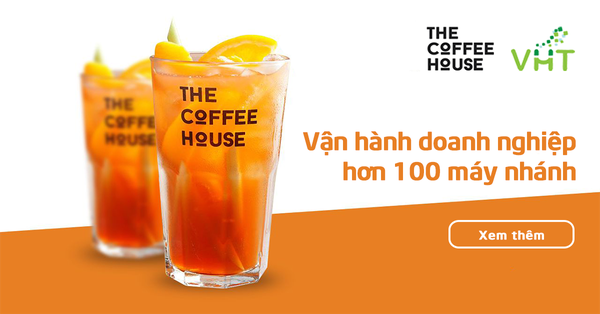 THE
COFFEE
HOUSE
VHT
THE
COFFEE
HOUSE
THE
COFFEE
HOUSE
Vận hành doanh nghiệp
hơn 100 máy nhánh
Xem thêm